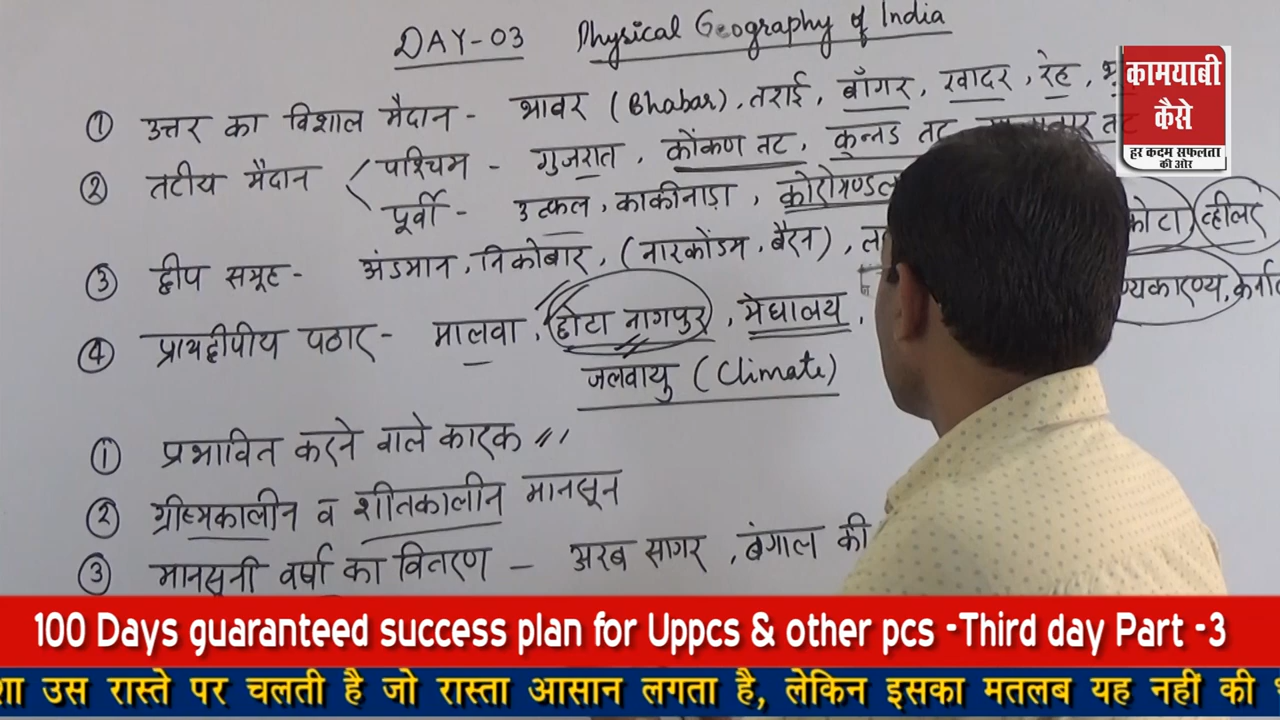 DAY-03 Physical Geography of India
① उत्तर का विशाल मैदान - भावर (Bhabar), तराई, बाँगर, खादर, रेह,
② तटीय मैदान पश्चिम - गुजरात, कोंकण तट, कन्नड तट, तट
पूर्वी - उत्कल, काकीनाड़ा, कोरोमण्डल
③ द्वीप समूह - अंडमान, निकोबार, (नारकोंडम, बैरन), कोटा, व्हीलर
④ प्रायद्वीपीय पठार - मालवा, छोटा नागपुर, मेघालय,
जलवायु (Climate)
① प्रभावित करने वाले कारक
② ग्रीष्मकालीन व शीतकालीन मानसून
③ मानसूनी वर्षा का वितरण - अरब सागर, बंगाल की
कामयाबी
कैसे
हर कदम सफलता
की ओर
100 Days guaranteed success plan for Uppcs & other pcs -Third day Part -3
उस रास्ते पर चलती है जो रास्ता आसान लगता है, लेकिन इसका मतलब यह नहीं की